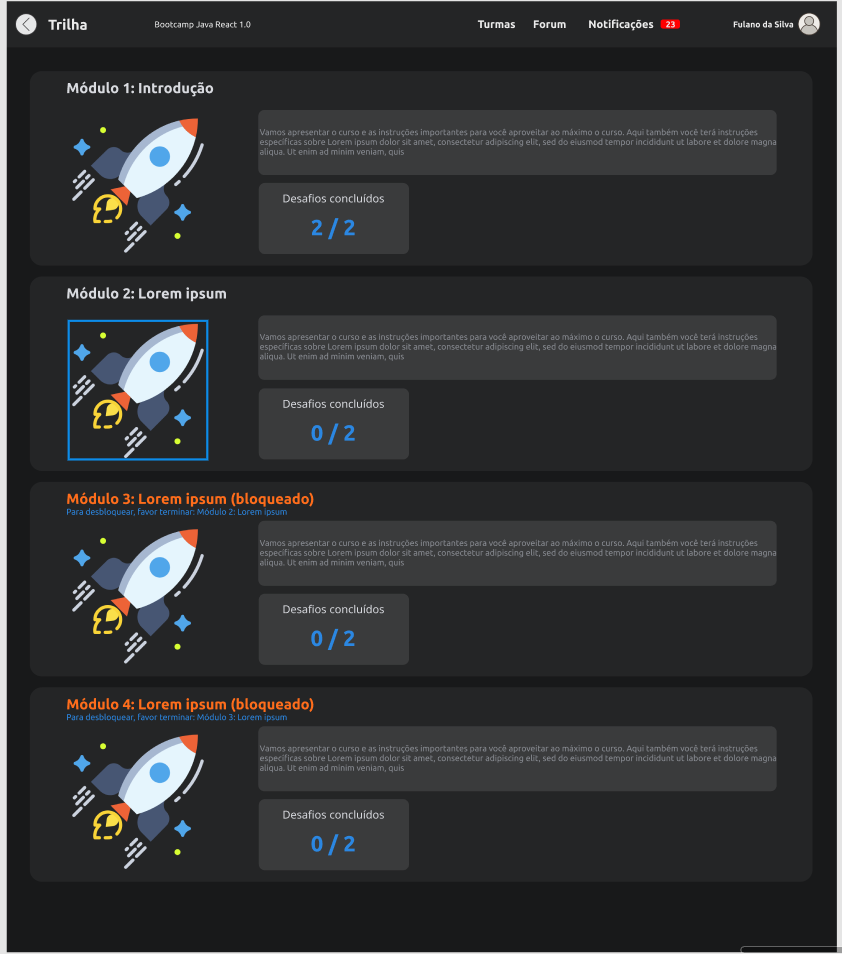 Trilha
Bootcamp Java React 1.0
Turmas
Forum
Notificações
23
Fulano da Silva
Módulo 1: Introdução
Vamos apresentar o curso e as instruções importantes para você aproveitar ao máximo o curso. Aqui também você terá instruções
específicas sobre Lorem ipsum dolor sit amet, consectetur adipiscing elit, sed do eiusmod tempor incididunt ut labore et dolore magna
aliqua. Ut enim ad minim veniam, quis
Desafios concluídos
2 / 2
Módulo 2: Lorem ipsum
Vamos apresentar o curso e as instruções importantes para você aproveitar ao máximo o curso. Aqui também você terá instruções
específicas sobre Lorem ipsum dolor sit amet, consectetur adipiscing elit, sed do eiusmod tempor incididunt ut labore et dolore magna
aliqua. Ut enim ad minim veniam, quis
Desafios concluídos
0 / 2
Módulo 3: Lorem ipsum (bloqueado)
Para desbloquear, favor terminar: Módulo 2: Lorem ipsum
Vamos apresentar o curso e as instruções importantes para você aproveitar ao máximo o curso. Aqui também você terá instruções
específicas sobre Lorem ipsum dolor sit amet, consectetur adipiscing elit, sed do eiusmod tempor incididunt ut labore et dolore magna
aliqua. Ut enim ad minim veniam, quis
Desafios concluídos
0 / 2
Módulo 4: Lorem ipsum (bloqueado)
Para desbloquear, favor terminar: Módulo 3: Lorem ipsum
Vamos apresentar o curso e as instruções importantes para você aproveitar ao máximo o curso. Aqui também você terá instruções
específicas sobre Lorem ipsum dolor sit amet, consectetur adipiscing elit, sed do eiusmod tempor incididunt ut labore et dolore magna
aliqua. Ut enim ad minim veniam, quis
Desafios concluídos
0 / 2